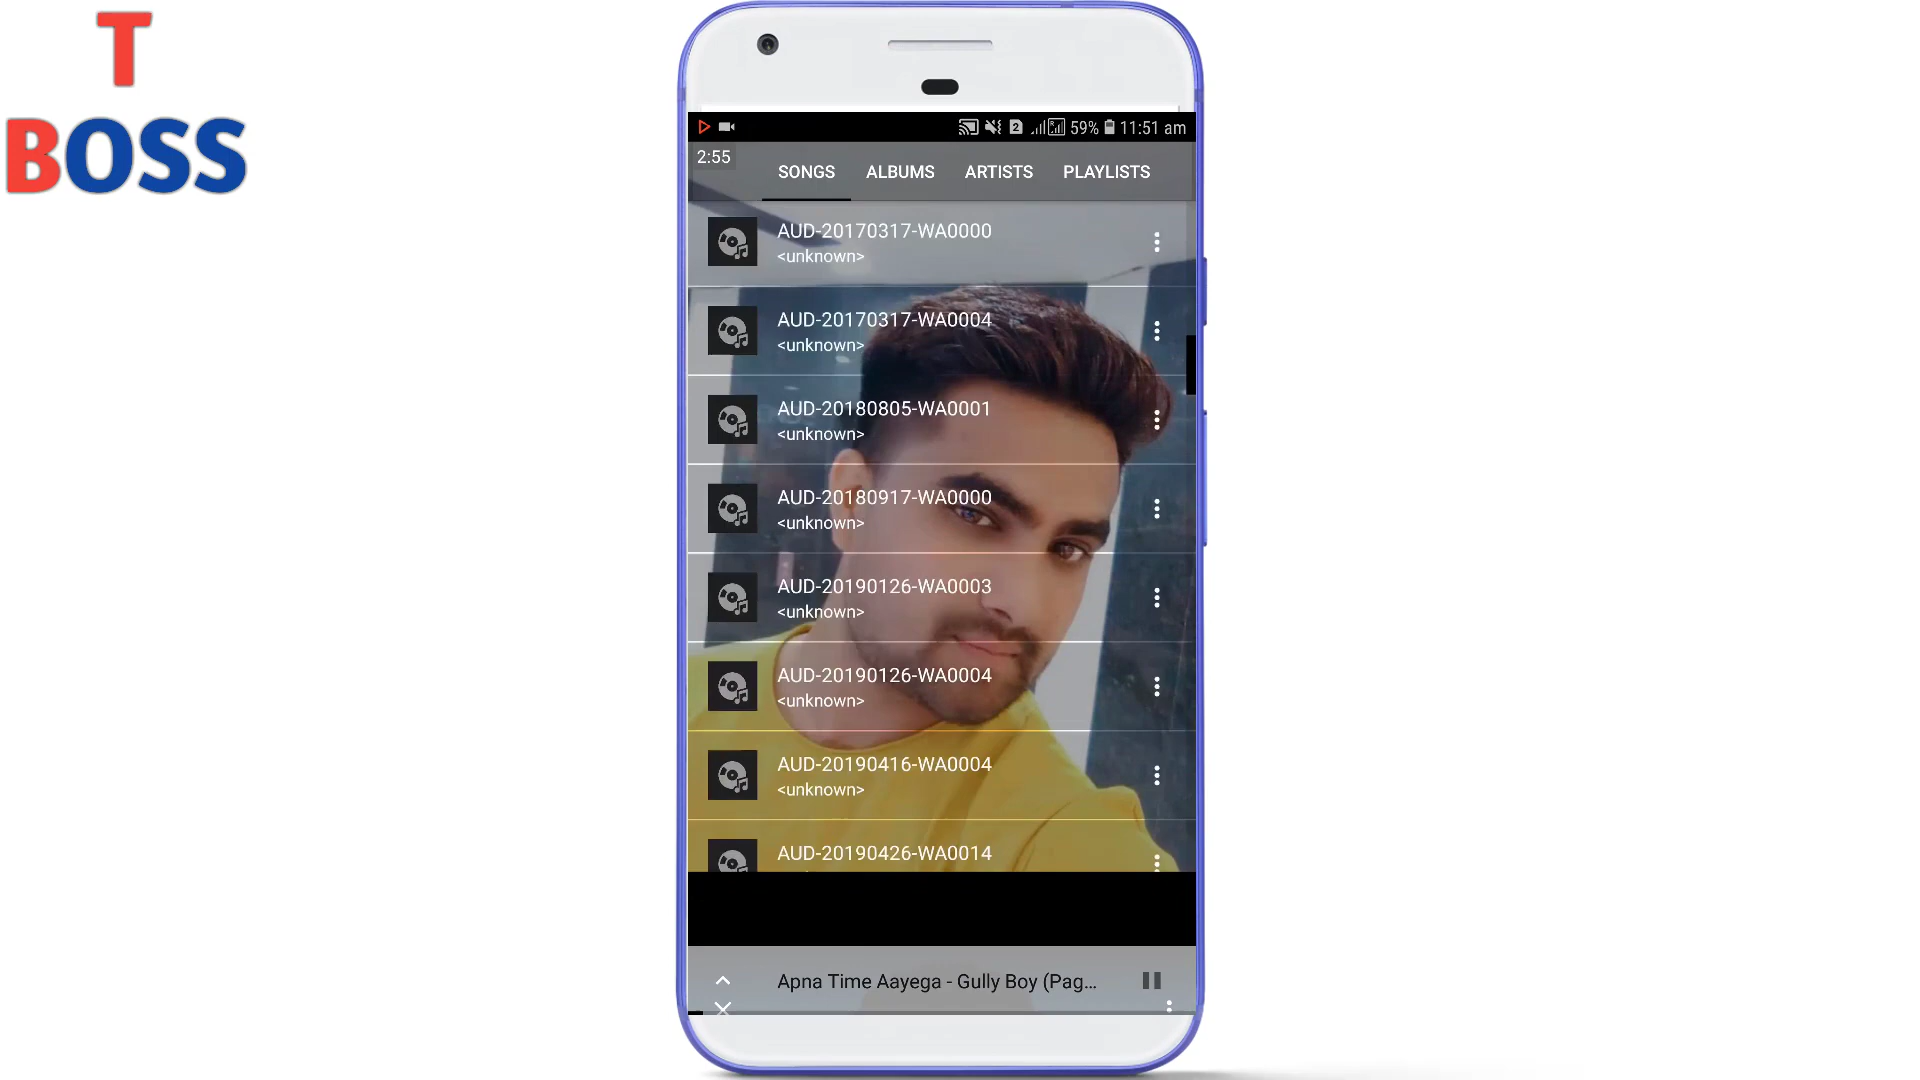 T
BOSS
2 59% 11:51 am
2:55
SONGS ALBUMS ARTISTS PLAYLISTS
AUD-20170317-WA0000
<unknown>
AUD-20170317-WA0004
<unknown>
AUD-20180805-WA0001
<unknown>
AUD-20180917-WA0000
<unknown>
AUD-20190126-WA0003
<unknown>
AUD-20190126-WA0004
<unknown>
AUD-20190416-WA0004
<unknown>
AUD-20190426-WA0014
Apna Time Aayega - Gully Boy (Pag...